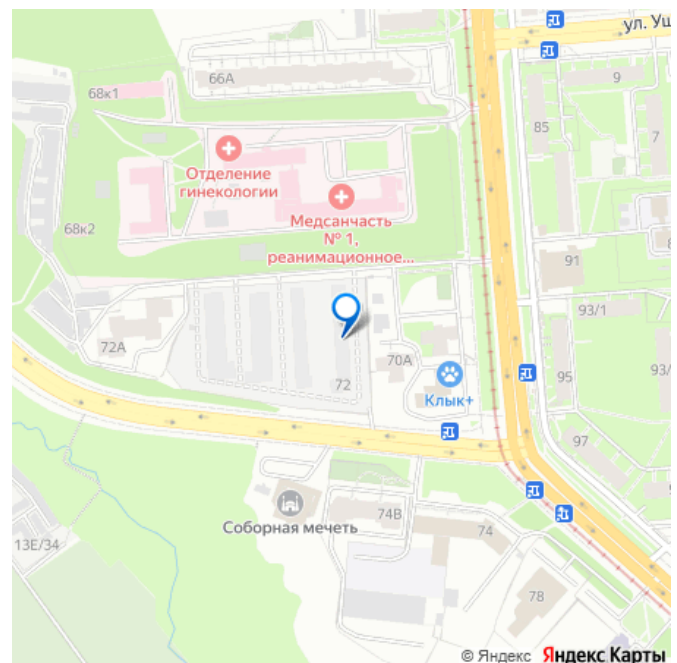 ул. Уш
66А
9
68к1
85
7
Отделение
гинекологии
Медсанчасть
№ 1,
реанимационное...
68к2
91
93/1
72А
70А
72
Клык+
95
93/
97
Соборная мечеть
74В
74
13Е/34
78
© Яндекс Яндекс Карты